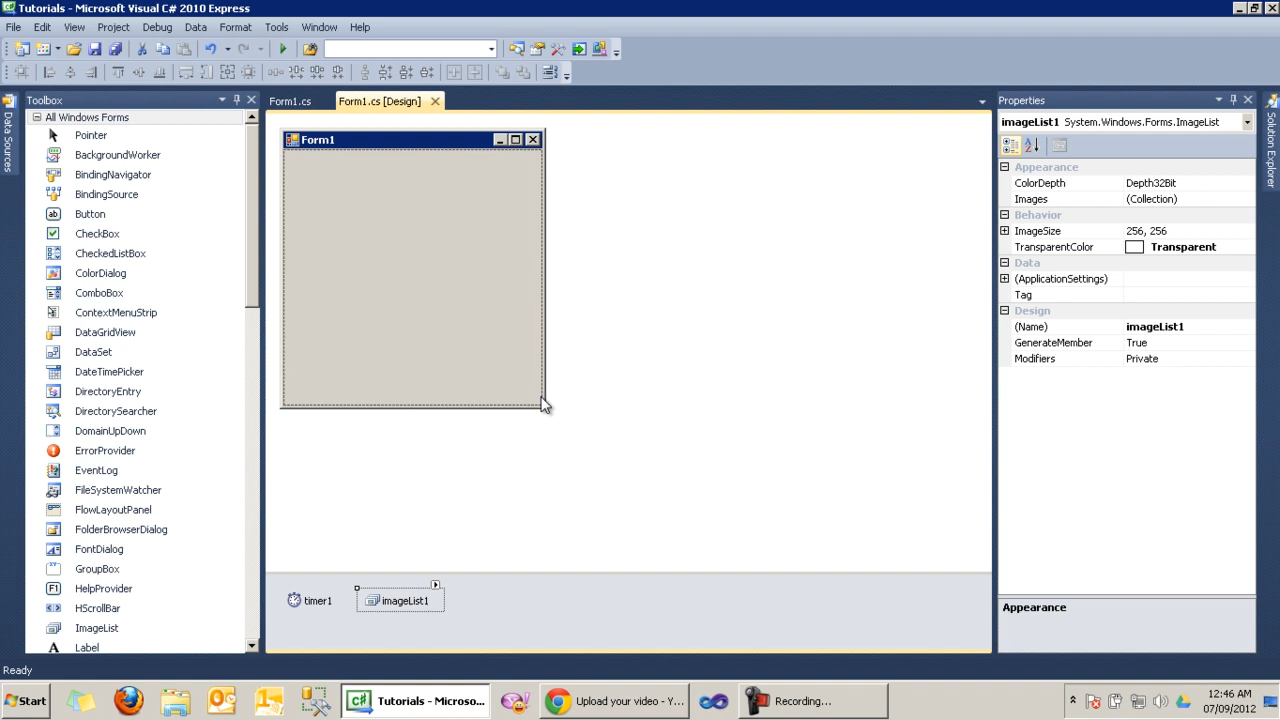 Tutorials - Microsoft Visual C# 2010 Express
File Edit View Project Debug Data Format Tools Window Help
Data Sources
Toolbox
All Windows Forms
Pointer
BackgroundWorker
BindingNavigator
BindingSource
Button
CheckBox
CheckedListBox
ColorDialog
ComboBox
ContextMenuStrip
DataGridView
DataSet
DateTimePicker
DirectoryEntry
DirectorySearcher
DomainUpDown
ErrorProvider
EventLog
FileSystemWatcher
FlowLayoutPanel
FolderBrowserDialog
FontDialog
GroupBox
HelpProvider
HScrollBar
ImageList
Label
Form1.cs
Form1.cs [Design]
Form1
timer1
imageList1
Properties
imageList1 System.Windows.Forms.ImageList
Appearance
ColorDepth Depth32Bit
Images (Collection)
Behavior
ImageSize 256, 256
TransparentColor Transparent
Data
(ApplicationSettings)
Tag
Design
(Name) imageList1
GenerateMember True
Modifiers Private
Appearance
Solution Explorer
Ready
Start
Tutorials - Microso...
Upload your video - Y...
Recording...
12:46 AM
07/09/2012